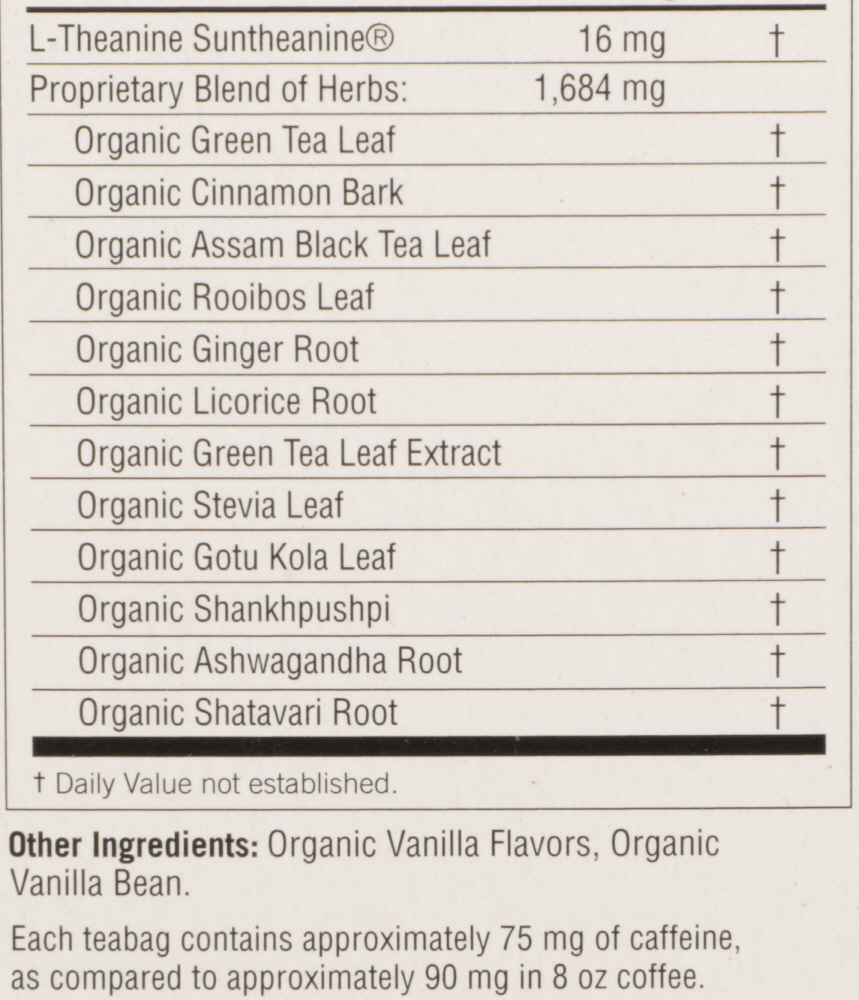 L-Theanine Suntheanine® 16 mg †
Proprietary Blend of Herbs: 1,684 mg
Organic Green Tea Leaf †
Organic Cinnamon Bark †
Organic Assam Black Tea Leaf †
Organic Rooibos Leaf †
Organic Ginger Root †
Organic Licorice Root †
Organic Green Tea Leaf Extract †
Organic Stevia Leaf †
Organic Gotu Kola Leaf †
Organic Shankhpushpi †
Organic Ashwagandha Root †
Organic Shatavari Root †
† Daily Value not established.
Other Ingredients: Organic Vanilla Flavors, Organic
Vanilla Bean.
Each teabag contains approximately 75 mg of caffeine,
as compared to approximately 90 mg in 8 oz coffee.